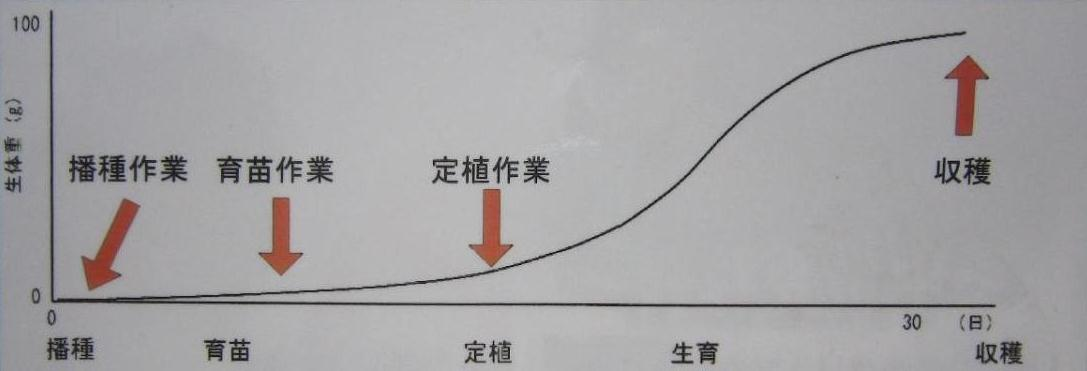 100
生体重(g)
播種作業 育苗作業 定植作業 収穫
0
0 30 (日)
播種 育苗 定植 生育 収穫